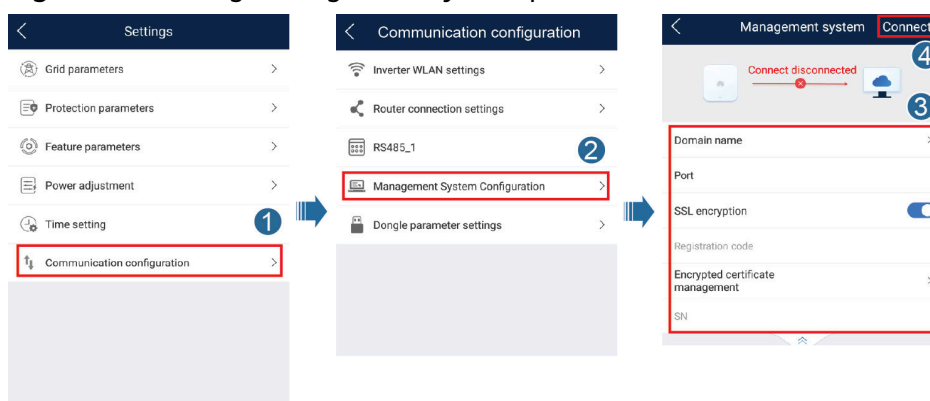 Settings
Grid parameters
Protection parameters
Feature parameters
Power adjustment
Time setting
1
Communication configuration
Communication configuration
Inverter WLAN settings
Router connection settings
RS485_1
2
Management System Configuration
Dongle parameter settings
Management system Connect
4
Connect disconnected
3
Domain name
Port
SSL encryption
Registration code
Encrypted certificate
management
SN